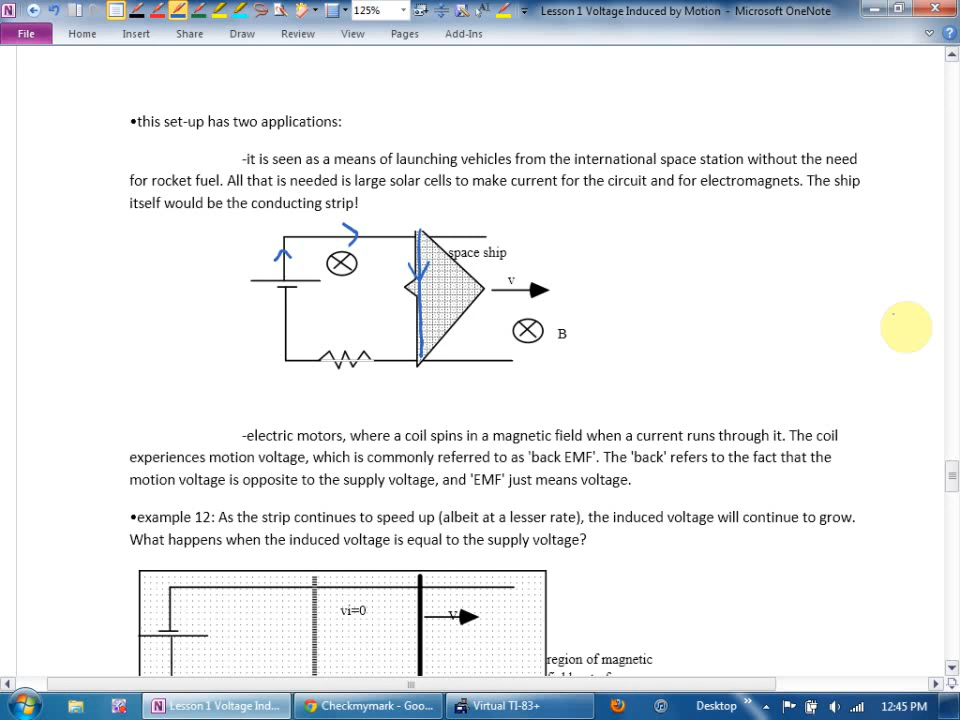 125%
Lesson 1 Voltage Induced by Motion - Microsoft OneNote
File Home Insert Share Draw Review View Pages Add-Ins
•this set-up has two applications:
-it is seen as a means of launching vehicles from the international space station without the need
for rocket fuel. All that is needed is large solar cells to make current for the circuit and for electromagnets. The ship
itself would be the conducting strip!
space ship
v
B
-electric motors, where a coil spins in a magnetic field when a current runs through it. The coil
experiences motion voltage, which is commonly referred to as 'back EMF'. The 'back' refers to the fact that the
motion voltage is opposite to the supply voltage, and 'EMF' just means voltage.
•example 12: As the strip continues to speed up (albeit at a lesser rate), the induced voltage will continue to grow.
What happens when the induced voltage is equal to the supply voltage?
vi=0
v
region of magnetic
Lesson 1 Voltage Ind... Checkmymark - Goo... Virtual TI-83+ Desktop » 12:45 PM